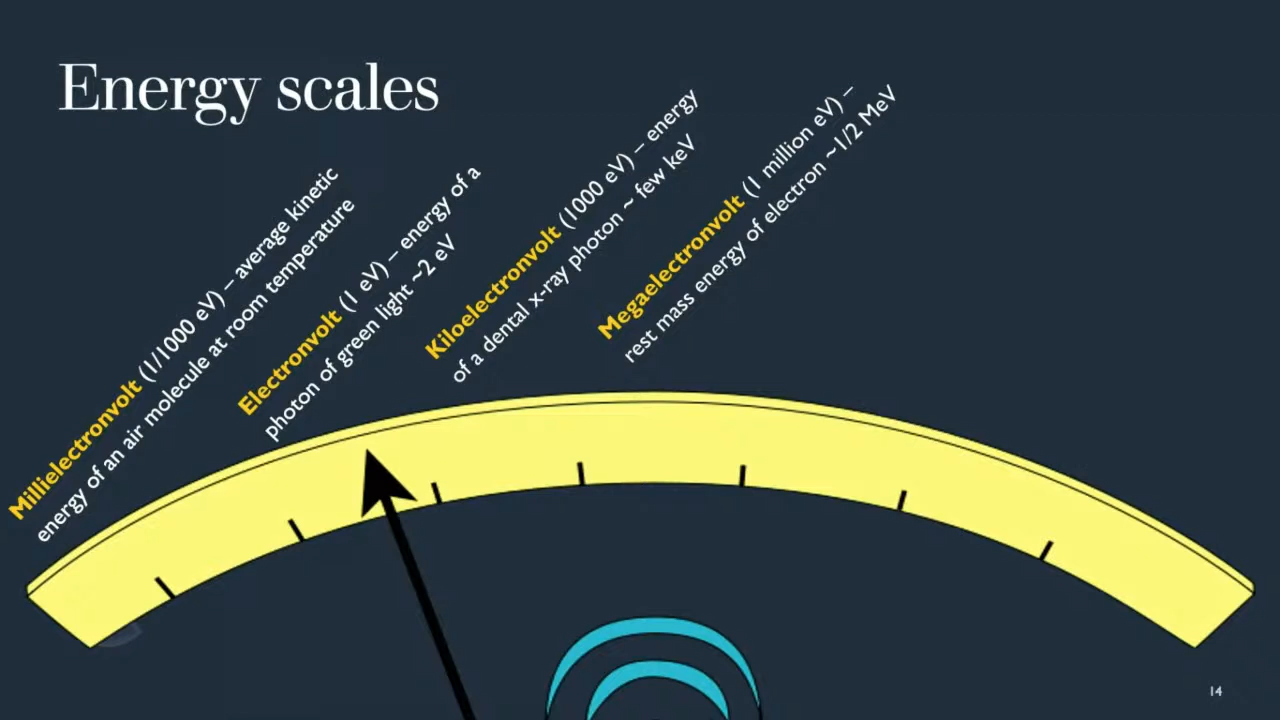 Energy scales
Millielectronvolt (1/1000 eV) – average kinetic
energy of an air molecule at room temperature
Electronvolt (1 eV) – energy of a
photon of green light ~2 eV
Kiloelectronvolt (1000 eV) – energy
of a dental x-ray photon ~ few keV
Megaelectronvolt (1 million eV) –
rest mass energy of electron ~1/2 MeV
14